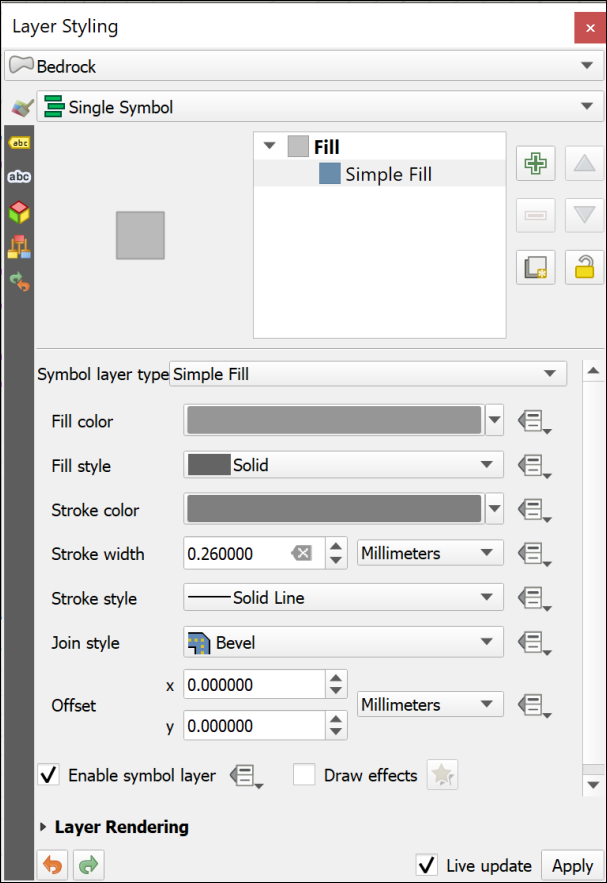 Layer Styling
Bedrock
Single Symbol
abc
abc
Fill
Simple Fill
Symbol layer type Simple Fill
Fill color
Fill style Solid
Stroke color
Stroke width 0.260000 Millimeters
Stroke style Solid Line
Join style Bevel
x 0.000000
Offset Millimeters
y 0.000000
Enable symbol layer Draw effects
Layer Rendering
Live update Apply